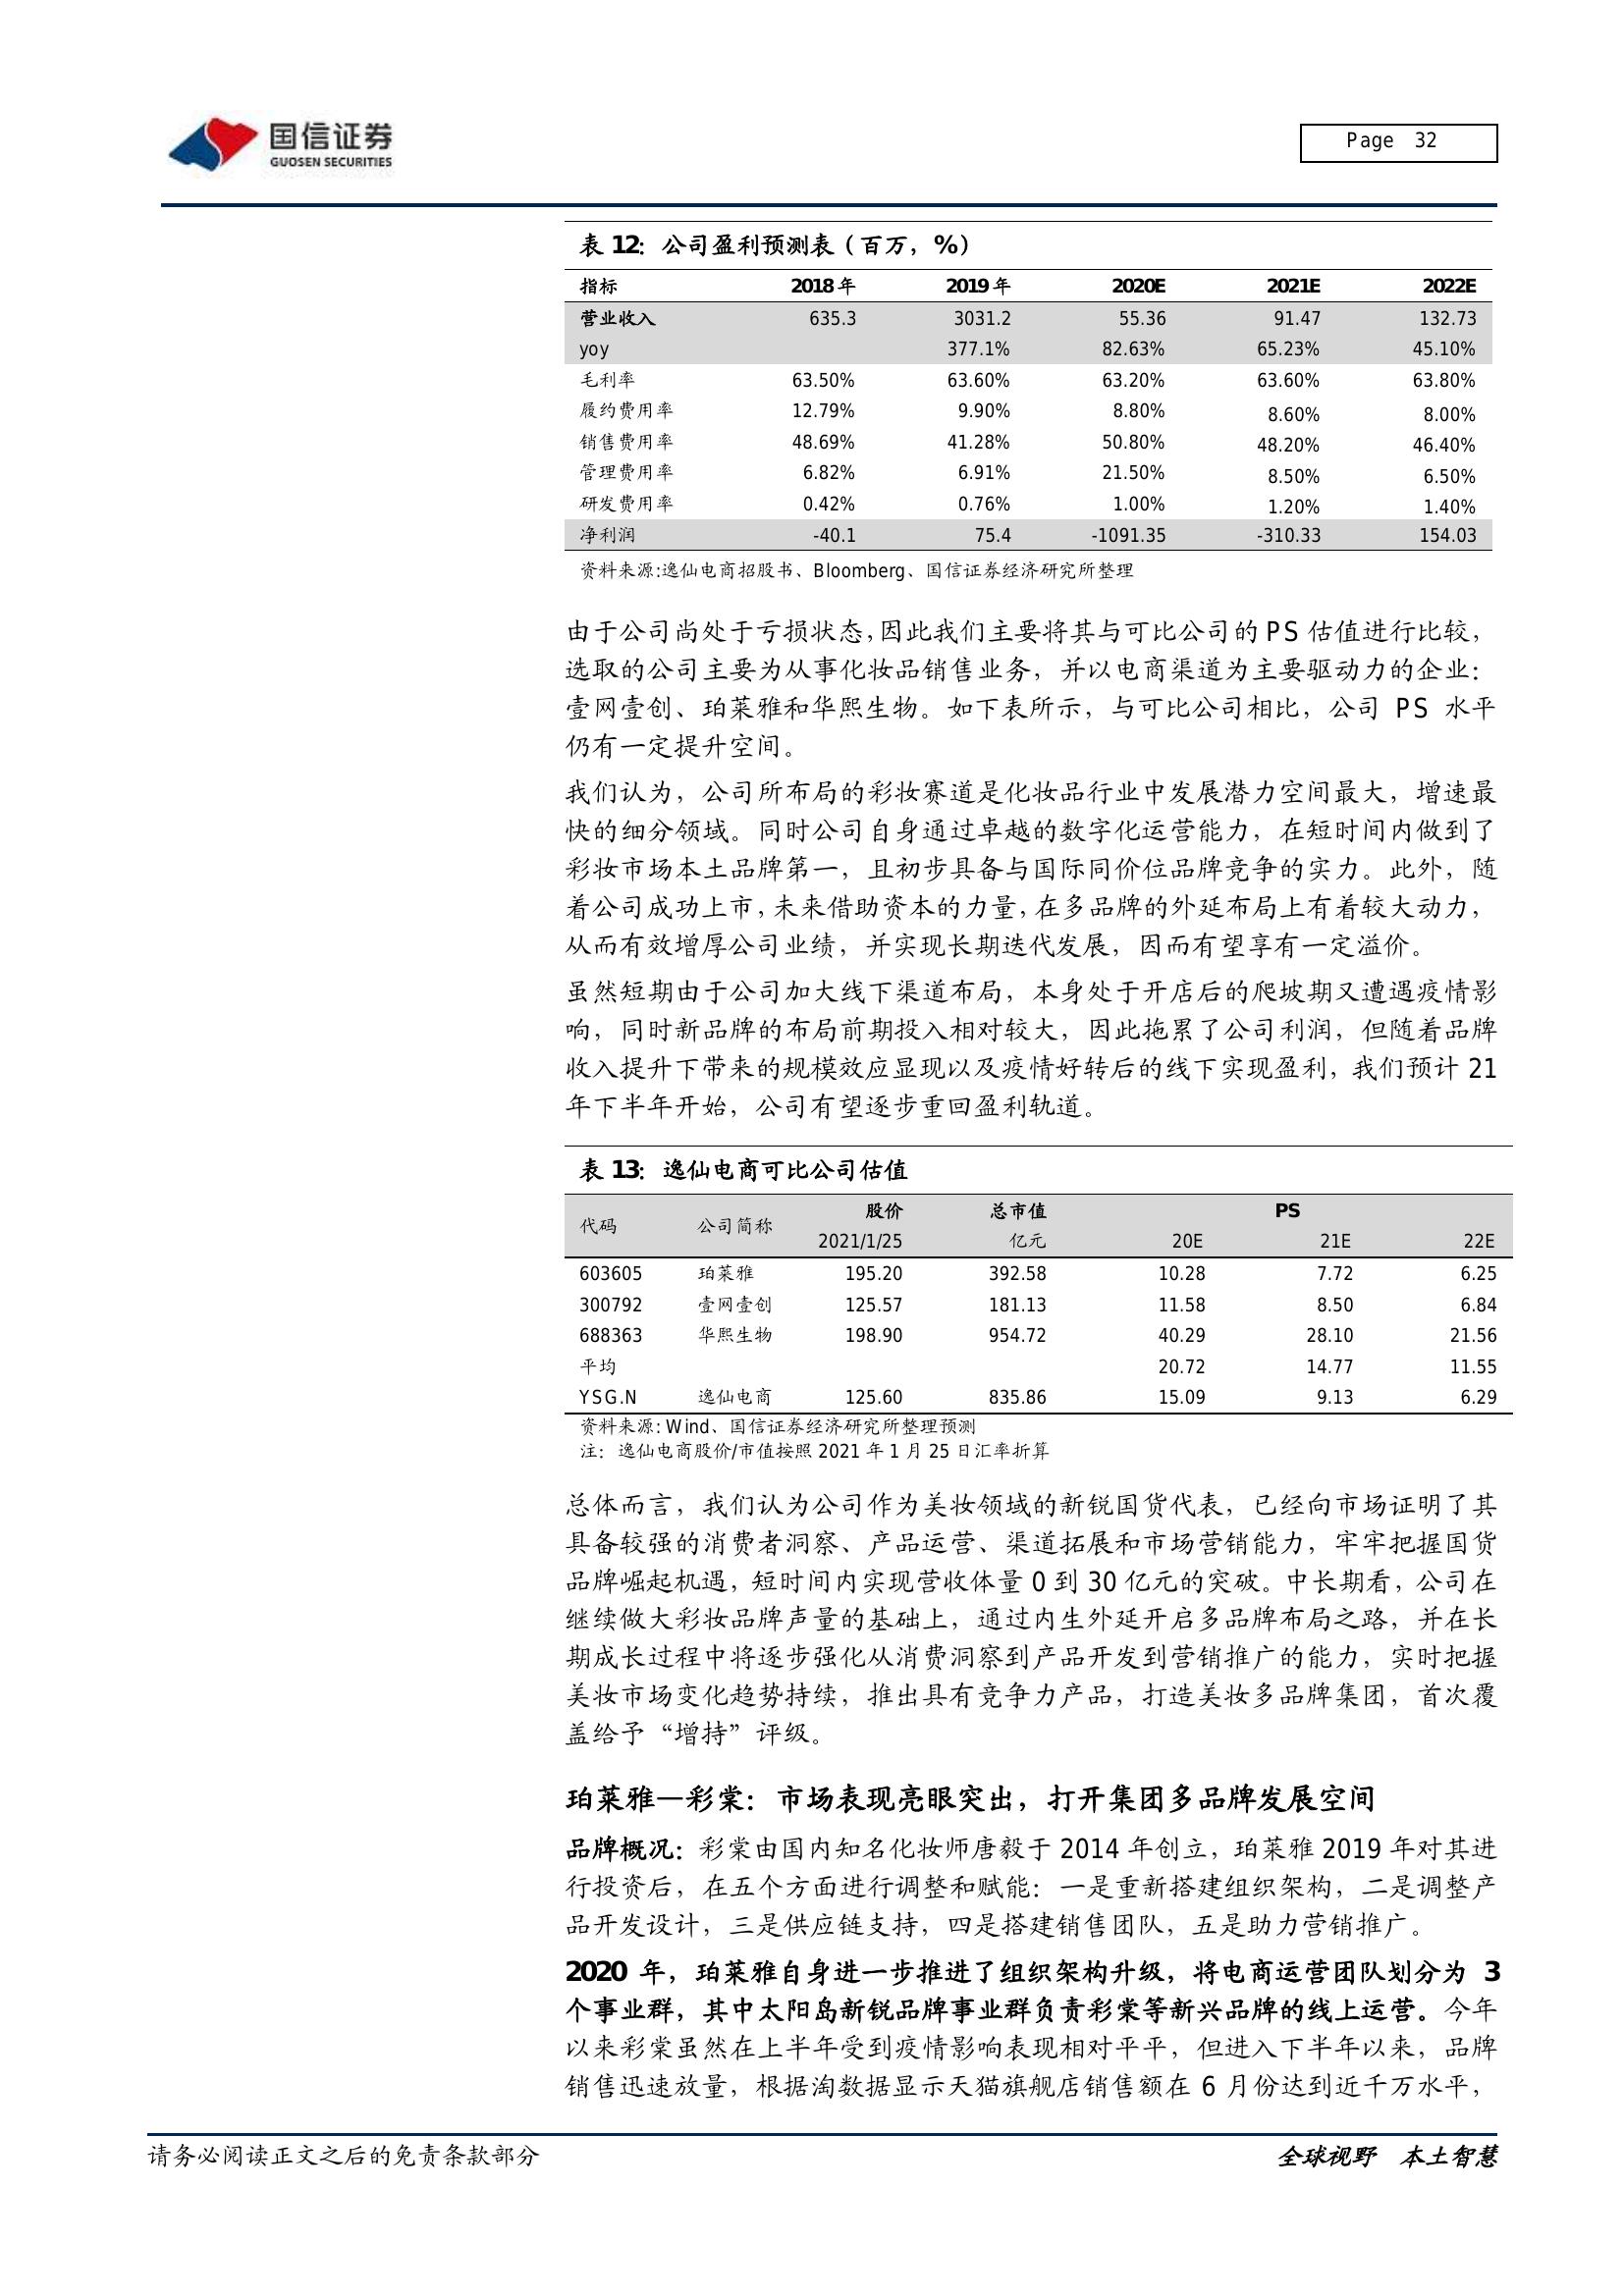 国信证券
GUOSEN SECURITIES
Page 32
表 12：公司盈利预测表（百万，%）
指标 2018 年 2019 年 2020E 2021E 2022E
营业收入 635.3 3031.2 55.36 91.47 132.73
yoy 377.1% 82.63% 65.23% 45.10%
毛利率 63.50% 63.60% 63.20% 63.60% 63.80%
履约费用率 12.79% 9.90% 8.80% 8.60% 8.00%
销售费用率 48.69% 41.28% 50.80% 48.20% 46.40%
管理费用率 6.82% 6.91% 21.50% 8.50% 6.50%
研发费用率 0.42% 0.76% 1.00% 1.20% 1.40%
净利润 -40.1 75.4 -1091.35 -310.33 154.03
资料来源:逸仙电商招股书、Bloomberg、国信证券经济研究所整理
由于公司尚处于亏损状态，因此我们主要将其与可比公司的 PS 估值进行比较，
选取的公司主要为从事化妆品销售业务，并以电商渠道为主要驱动力的企业：
壹网壹创、珀莱雅和华熙生物。如下表所示，与可比公司相比，公司 PS 水平
仍有一定提升空间。
我们认为，公司所布局的彩妆赛道是化妆品行业中发展潜力空间最大，增速最
快的细分领域。同时公司自身通过卓越的数字化运营能力，在短时间内做到了
彩妆市场本土品牌第一，且初步具备与国际同价位品牌竞争的实力。此外，随
着公司成功上市，未来借助资本的力量，在多品牌的外延布局上有着较大动力，
从而有效增厚公司业绩，并实现长期迭代发展，因而有望享有一定溢价。
虽然短期由于公司加大线下渠道布局，本身处于开店后的爬坡期又遭遇疫情影
响，同时新品牌的布局前期投入相对较大，因此拖累了公司利润，但随着品牌
收入提升下带来的规模效应显现以及疫情好转后的线下实现盈利，我们预计 21
年下半年开始，公司有望逐步重回盈利轨道。
表 13：逸仙电商可比公司估值
代码 公司简称 股价 总市值 PS
2021/1/25 亿元 20E 21E 22E
603605 珀莱雅 195.20 392.58 10.28 7.72 6.25
300792 壹网壹创 125.57 181.13 11.58 8.50 6.84
688363 华熙生物 198.90 954.72 40.29 28.10 21.56
平均 20.72 14.77 11.55
YSG.N 逸仙电商 125.60 835.86 15.09 9.13 6.29
资料来源: Wind、国信证券经济研究所整理预测
注：逸仙电商股价/市值按照 2021 年 1 月 25 日汇率折算
总体而言，我们认为公司作为美妆领域的新锐国货代表，已经向市场证明了其
具备较强的消费者洞察、产品运营、渠道拓展和市场营销能力，牢牢把握国货
品牌崛起机遇，短时间内实现营收体量 0 到 30 亿元的突破。中长期看，公司在
继续做大彩妆品牌声量的基础上，通过内生外延开启多品牌布局之路，并在长
期成长过程中将逐步强化从消费洞察到产品开发到营销推广的能力，实时把握
美妆市场变化趋势持续，推出具有竞争力产品，打造美妆多品牌集团，首次覆
盖给予“增持”评级。
珀莱雅—彩棠：市场表现亮眼突出，打开集团多品牌发展空间
品牌概况：彩棠由国内知名化妆师唐毅于 2014 年创立，珀莱雅 2019 年对其进
行投资后，在五个方面进行调整和赋能：一是重新搭建组织架构，二是调整产
品开发设计，三是供应链支持，四是搭建销售团队，五是助力营销推广。
2020 年，珀莱雅自身进一步推进了组织架构升级，将电商运营团队划分为 3
个事业群，其中太阳岛新锐品牌事业群负责彩棠等新兴品牌的线上运营。今年
以来彩棠虽然在上半年受到疫情影响表现相对平平，但进入下半年以来，品牌
销售迅速放量，根据淘数据显示天猫旗舰店销售额在 6 月份达到近千万水平，
请务必阅读正文之后的免责条款部分
全球视野 本土智慧